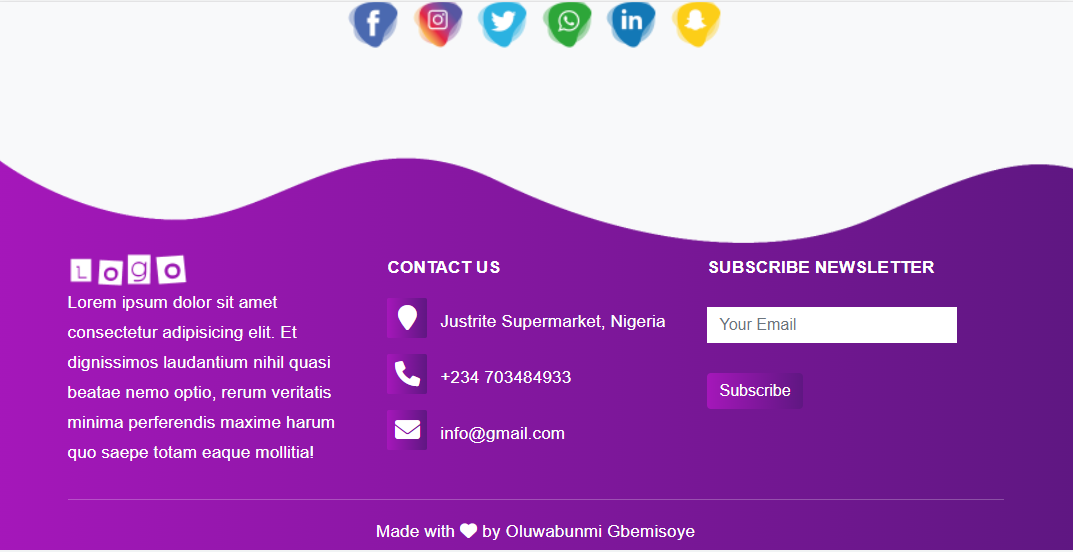 f
in
Logo
Lorem ipsum dolor sit amet
consectetur adipisicing elit. Et
dignissimos laudantium nihil quasi
beatae nemo optio, rerum veritatis
minima perferendis maxime harum
quo saepe totam eaque mollitia!
CONTACT US
Justrite Supermarket, Nigeria
+234 703484933
info@gmail.com
SUBSCRIBE NEWSLETTER
Your Email
Subscribe
Made with ♥ by Oluwabunmi Gbemisoye